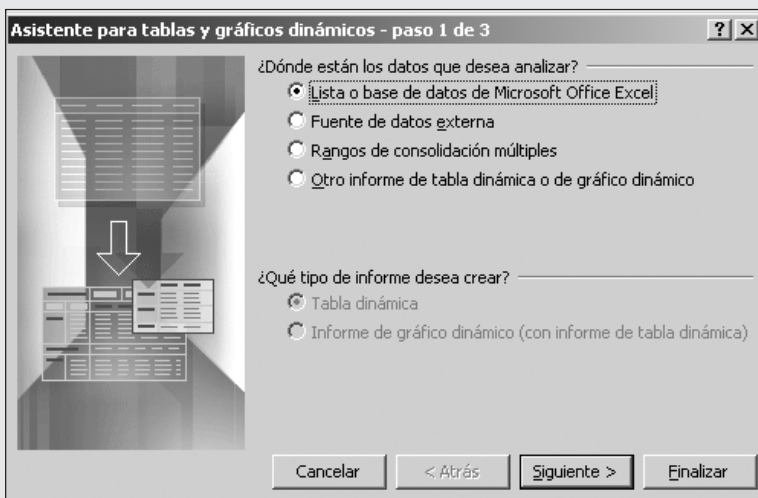 Asistente para tablas y gráficos dinámicos - paso 1 de 3
¿Dónde están los datos que desea analizar?
Lista o base de datos de Microsoft Office Excel
Fuente de datos externa
Rangos de consolidación múltiples
Otro informe de tabla dinámica o de gráfico dinámico
¿Qué tipo de informe desea crear?
Tabla dinámica
Informe de gráfico dinámico (con informe de tabla dinámica)
Cancelar < Atrás Siguiente > Finalizar